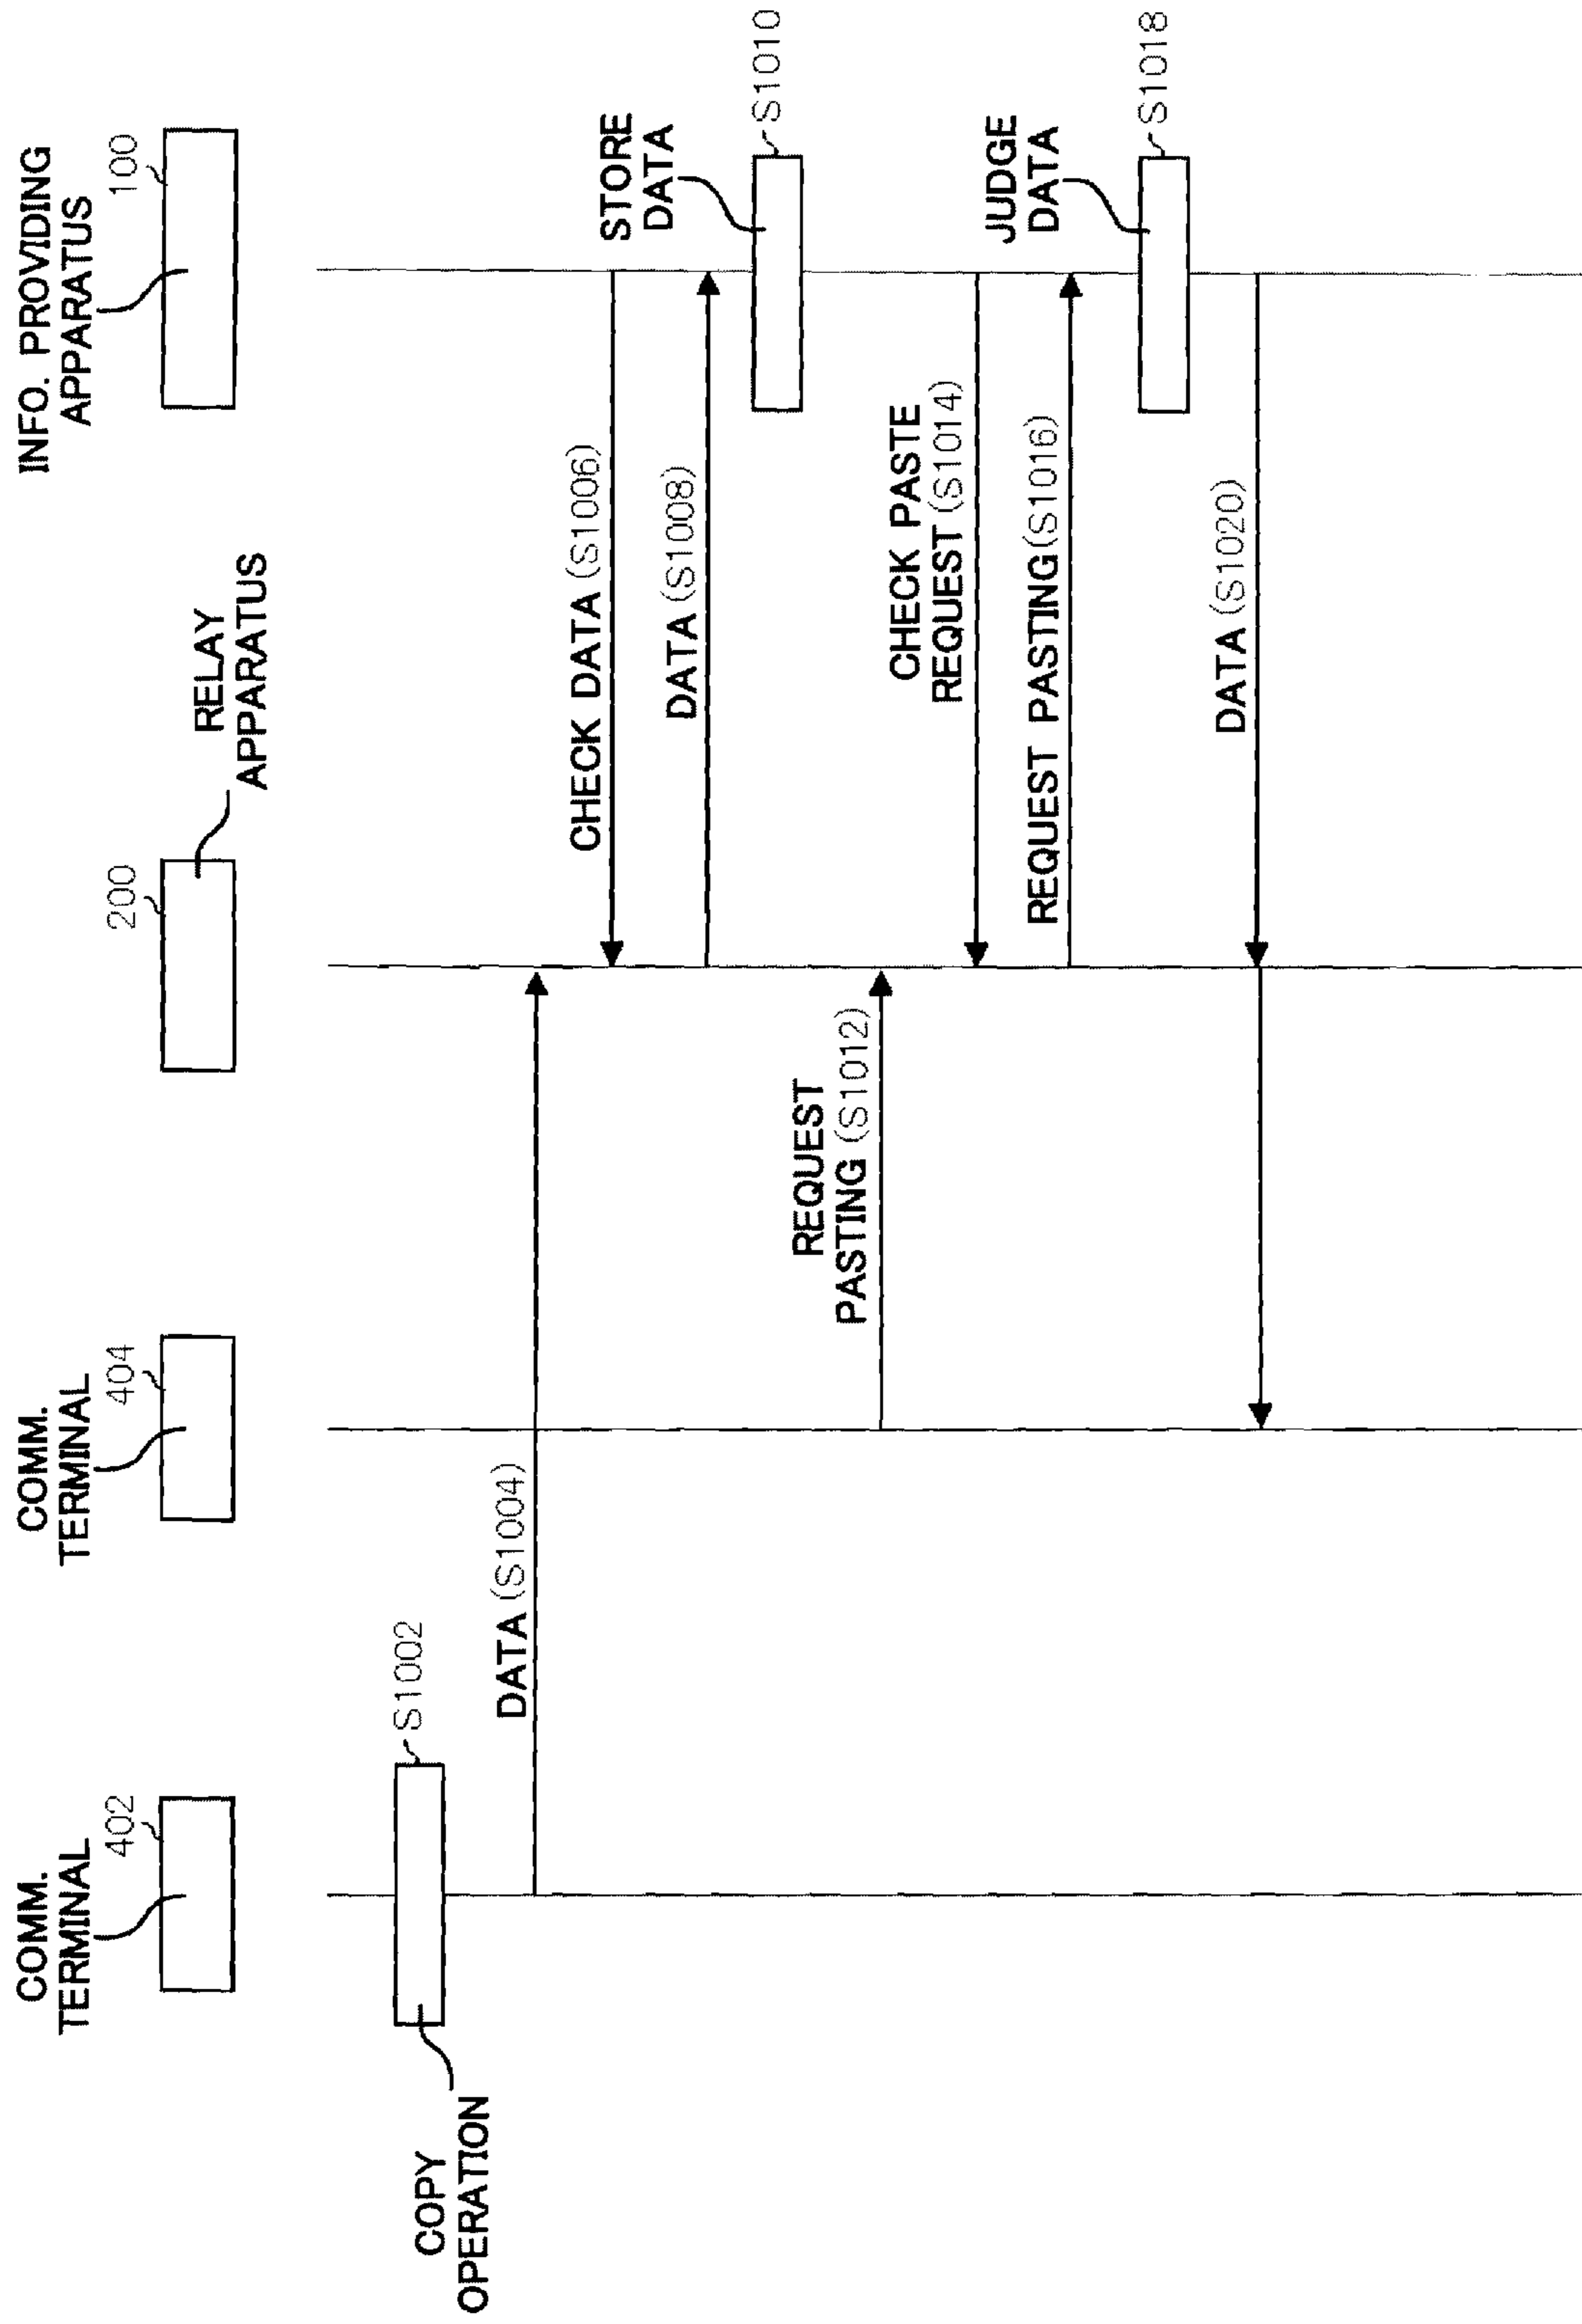 COMM.
TERMINAL
402
COMM.
TERMINAL
404
RELAY
APPARATUS
200
INFO. PROVIDING
APPARATUS
100
COPY
OPERATION
S1002
DATA (S1004)
CHECK DATA (S1006)
DATA (S1008)
STORE
DATA
S1010
REQUEST
PASTING (S1012)
CHECK PASTE
REQUEST (S1014)
REQUEST PASTING (S1016)
JUDGE
DATA
S1018
DATA (S1020)